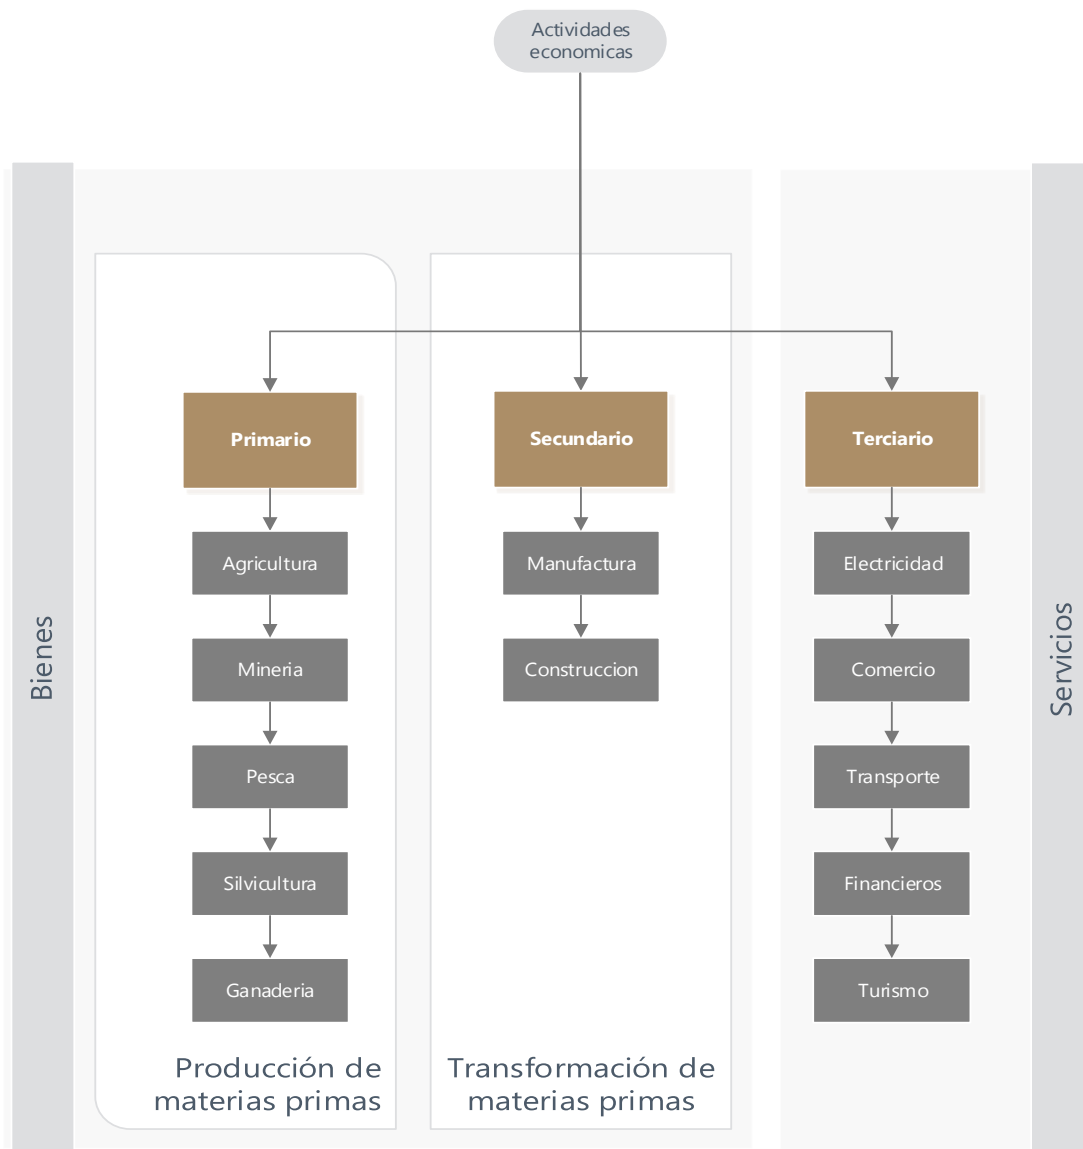 Actividades
economicas
Bienes
Servicios
Primario
Secundario
Terciario
Agricultura
Manufactura
Electricidad
Mineria
Construccion
Comercio
Pesca
Transporte
Silvicultura
Financieros
Ganaderia
Turismo
Producción de
materias primas
Transformación de
materias primas